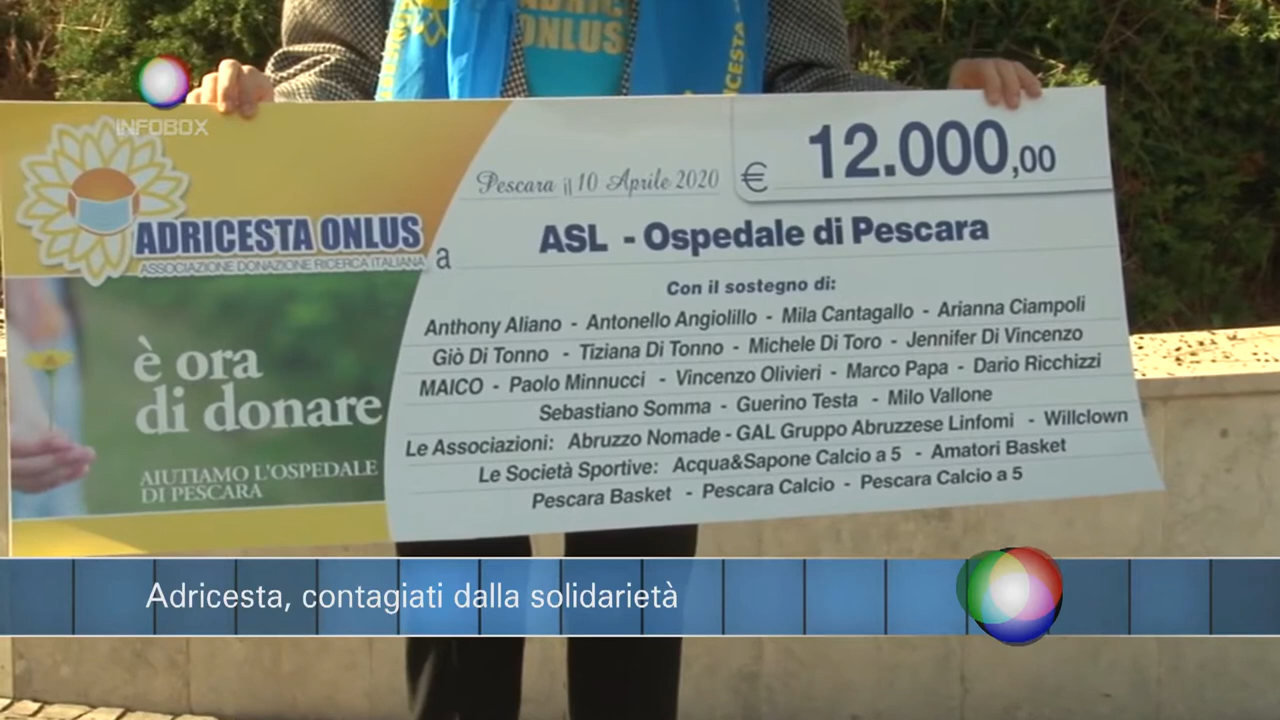 ADRIC
ONLUS
ADRICESTA
INFOBOX
ADRICESTA ONLUS
ASSOCIAZIONE DONAZIONE RICERCA ITALIANA
è ora
di donare
AIUTIAMO L'OSPEDALE
DI PESCARA
Pescara il 10 Aprile 2020
€ 12.000,00
a ASL - Ospedale di Pescara
Con il sostegno di:
Anthony Aliano - Antonello Angiolillo - Mila Cantagallo - Arianna Ciampoli
Giò Di Tonno - Tiziana Di Tonno - Michele Di Toro - Jennifer Di Vincenzo
MAICO - Paolo Minnucci - Vincenzo Olivieri - Marco Papa - Dario Ricchizzi
Sebastiano Somma - Guerino Testa - Milo Vallone
Le Associazioni: Abruzzo Nomade - GAL Gruppo Abruzzese Linfomi - Willclown
Le Società Sportive: Acqua&Sapone Calcio a 5 - Amatori Basket
Pescara Basket - Pescara Calcio - Pescara Calcio a 5
Adricesta, contagiati dalla solidarietà